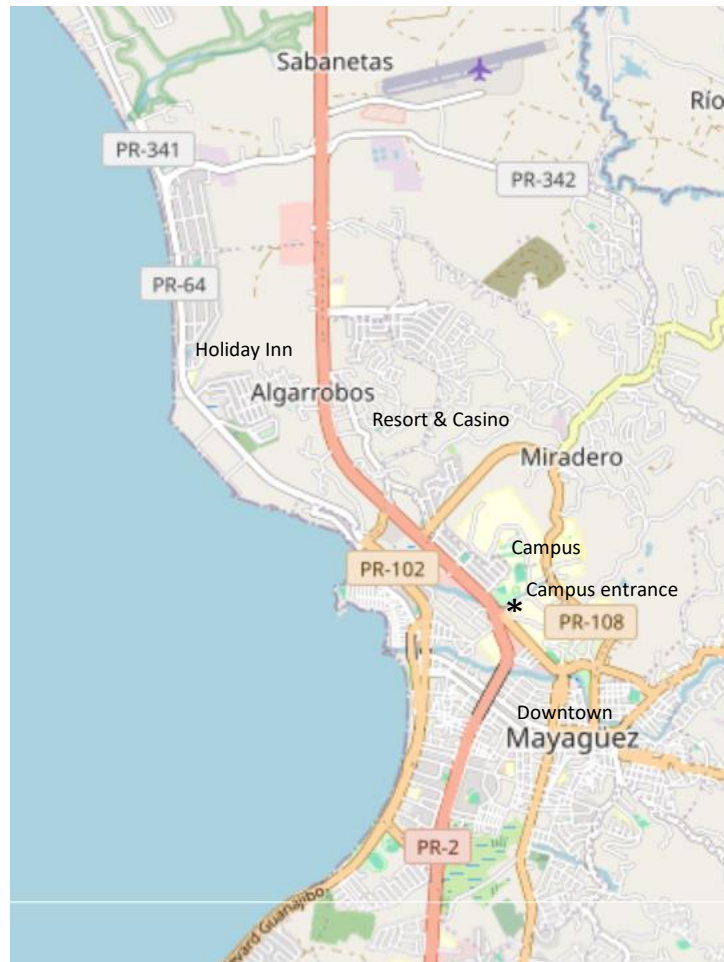 Sabanetas
Río
PR-341
PR-342
PR-64
Holiday Inn
Algarrobos
Resort & Casino
Miradero
Campus
PR-102
Campus entrance
*
PR-108
Downtown
Mayagüez
PR-2
vard Guanajibo